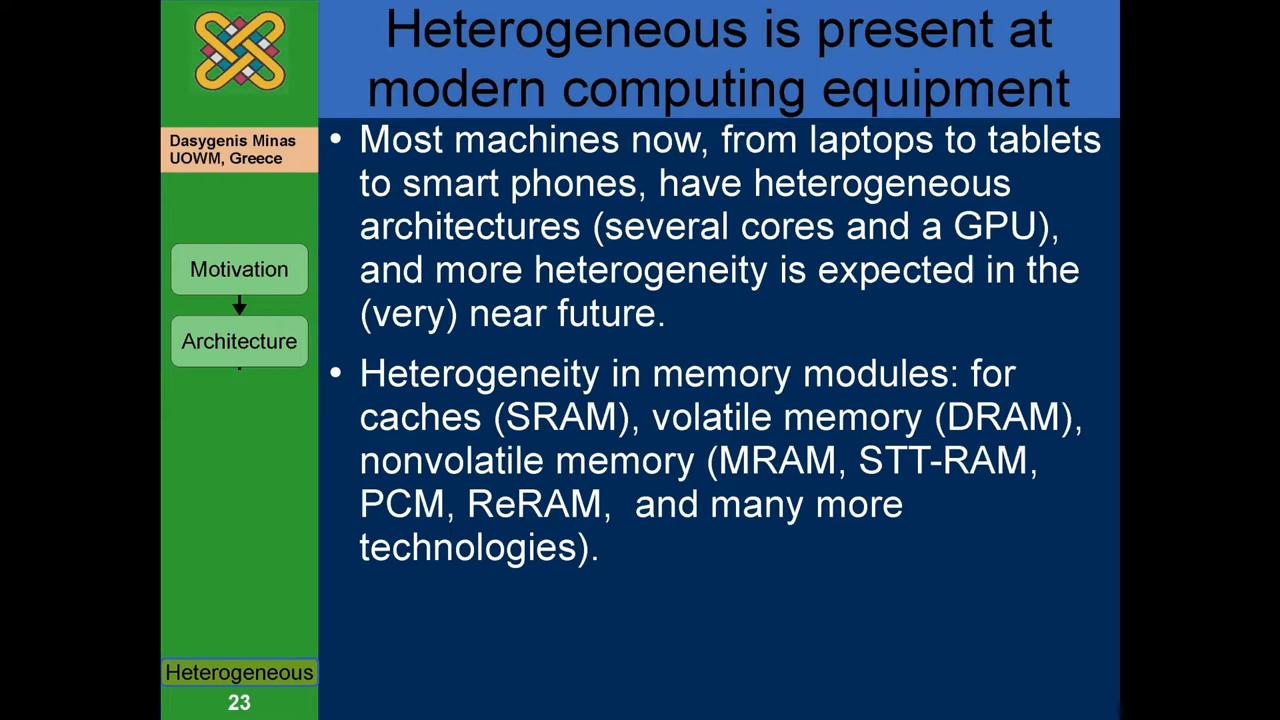 Heterogeneous is present at
modern computing equipment
Dasygenis Minas
UOWM, Greece
Motivation
Architecture
• Most machines now, from laptops to tablets
to smart phones, have heterogeneous
architectures (several cores and a GPU),
and more heterogeneity is expected in the
(very) near future.
• Heterogeneity in memory modules: for
caches (SRAM), volatile memory (DRAM),
nonvolatile memory (MRAM, STT-RAM,
PCM, ReRAM,  and many more
technologies).
Heterogeneous
23